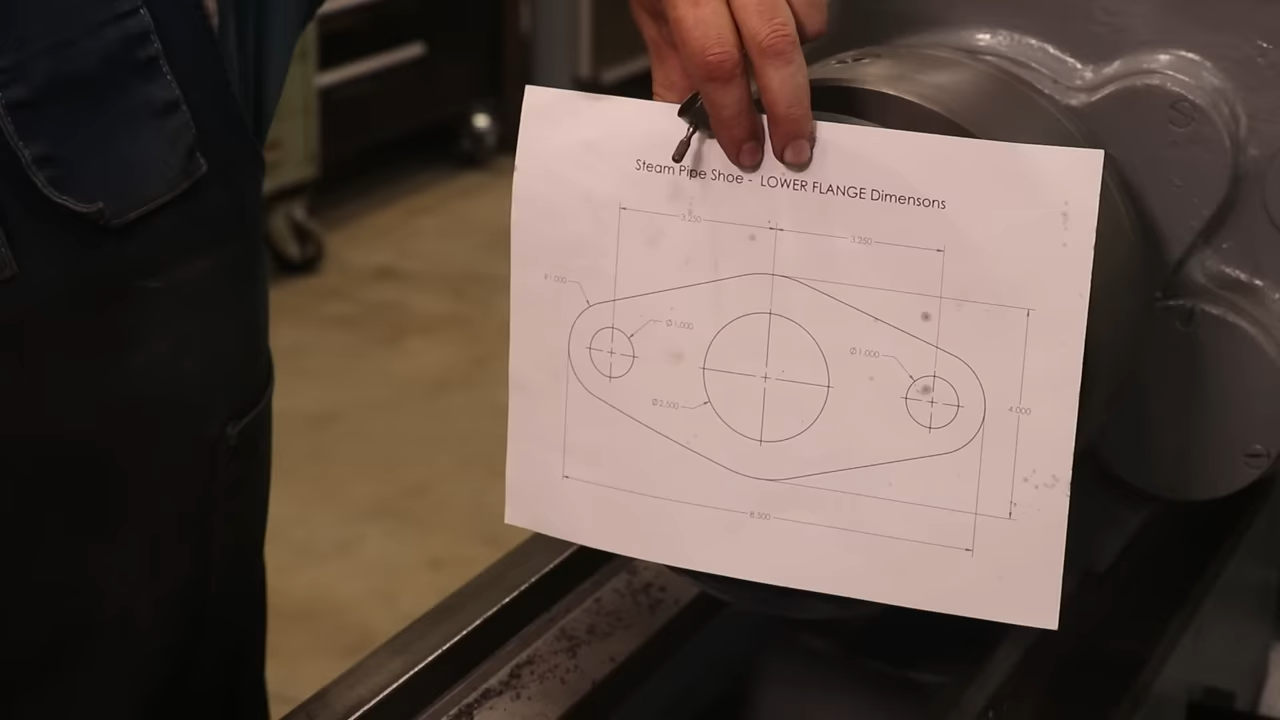 Steam Pipe Shoe - LOWER FLANGE Dimensons
3.250
3.250
R1.000
Ø1.000
Ø1.000
Ø2.500
4.000
8.500
S